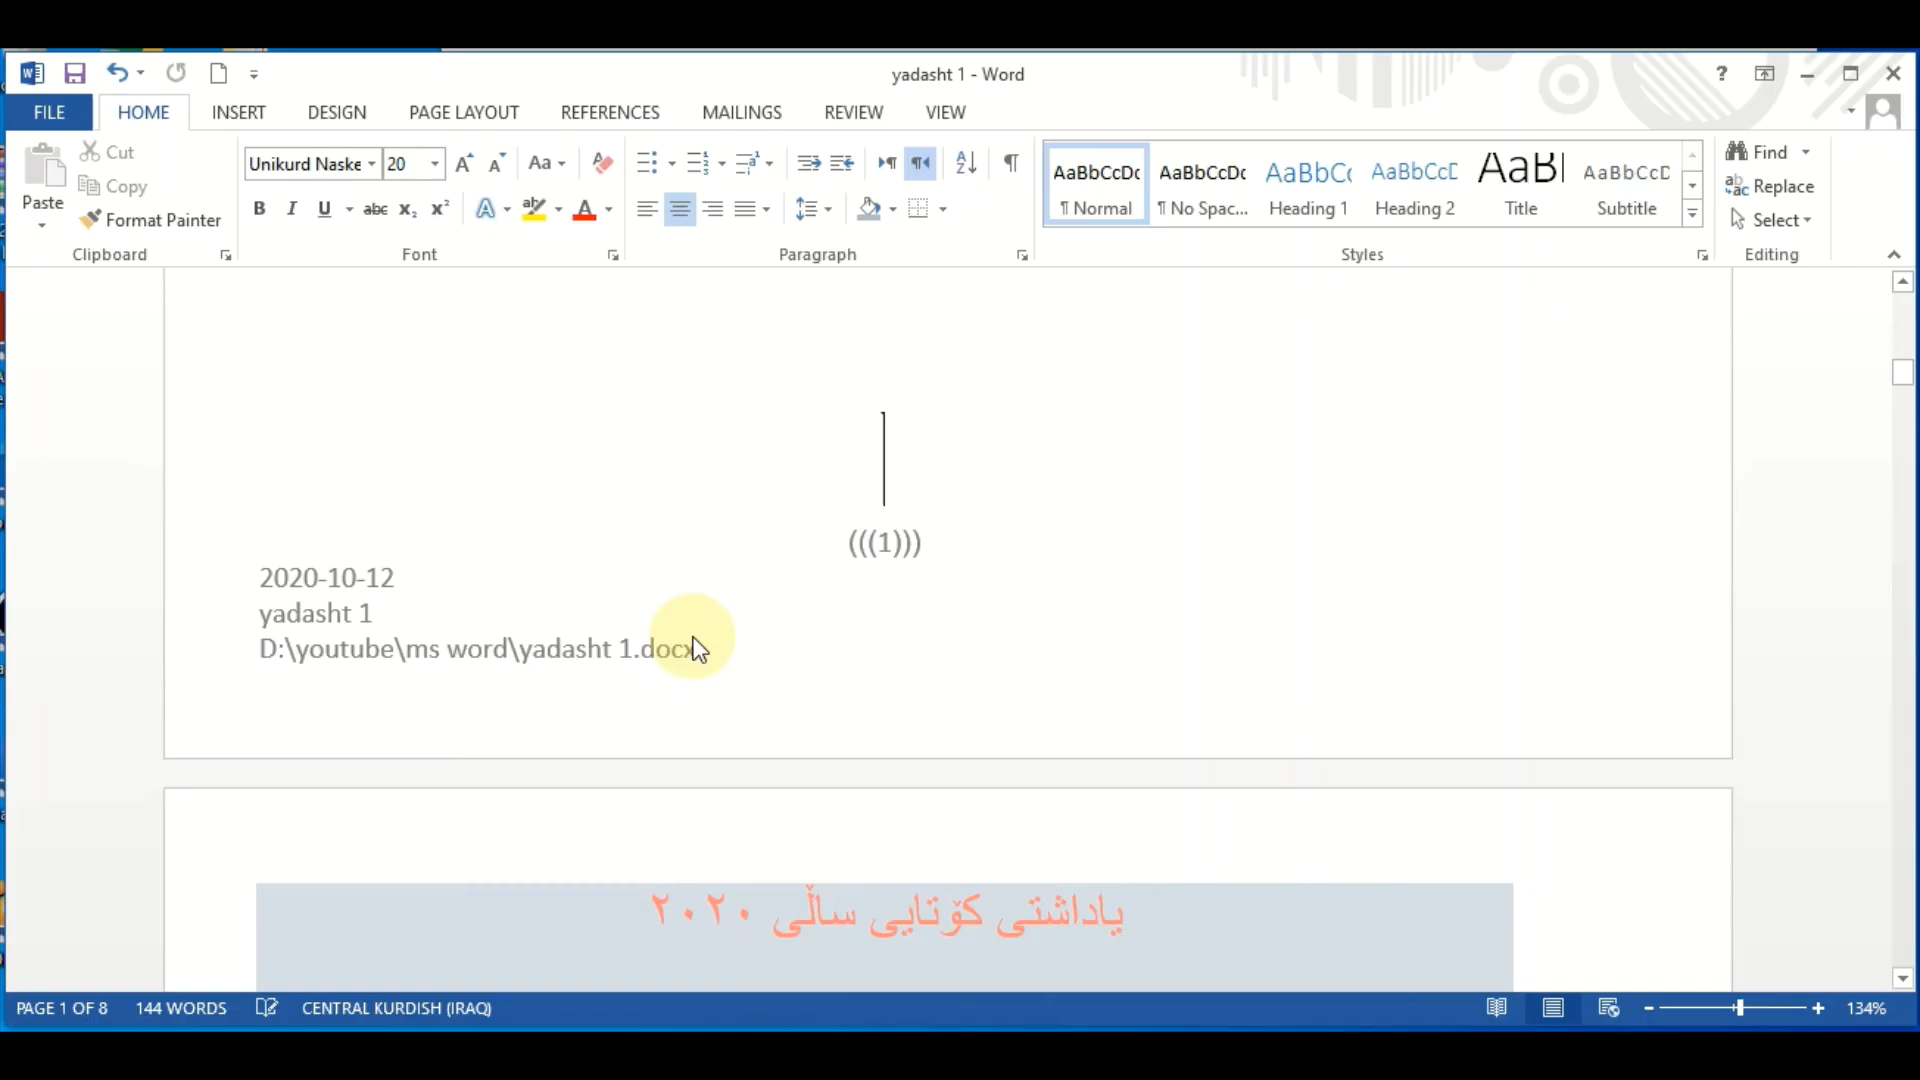 yadasht 1 - Word
FILE HOME INSERT DESIGN PAGE LAYOUT REFERENCES MAILINGS REVIEW VIEW
Paste
Cut
Copy
Format Painter
Clipboard
Unikurd Naske 20
Font
Paragraph
AaBbCcDc AaBbCcDc AaBbCc AaBbCcD AaB AaBbCcD
¶ Normal ¶ No Spac... Heading 1 Heading 2 Title Subtitle
Styles
Find
Replace
Select
Editing
(((1)))
2020-10-12
yadasht 1
D:\youtube\ms word\yadasht 1.docx
یاداشتی کۆتایی ساڵی ٢٠٢٠
PAGE 1 OF 8 144 WORDS CENTRAL KURDISH (IRAQ) 134%